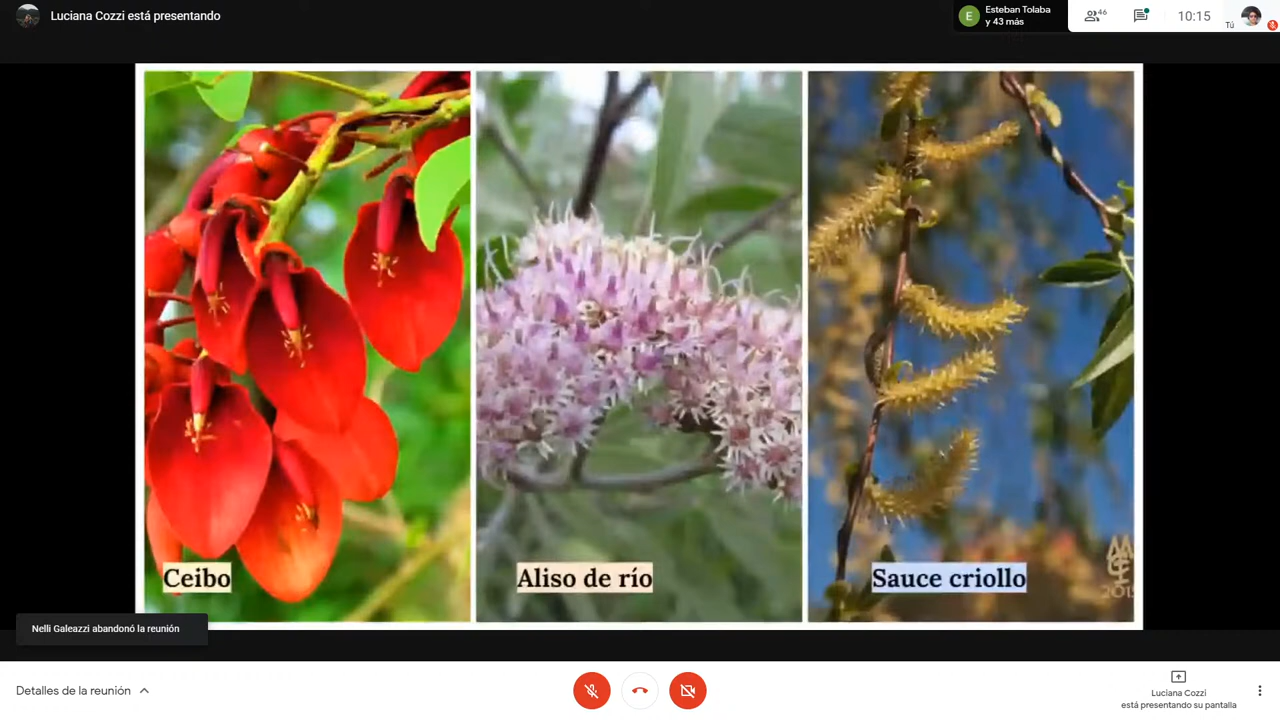 Luciana Cozzi está presentando
E
Esteban Tolaba
y 43 más
46
10:15
Tú
Ceibo
Aliso de río
Sauce criollo
Nelli Galeazzi abandonó la reunión
Detalles de la reunión
Luciana Cozzi
está presentando su pantalla